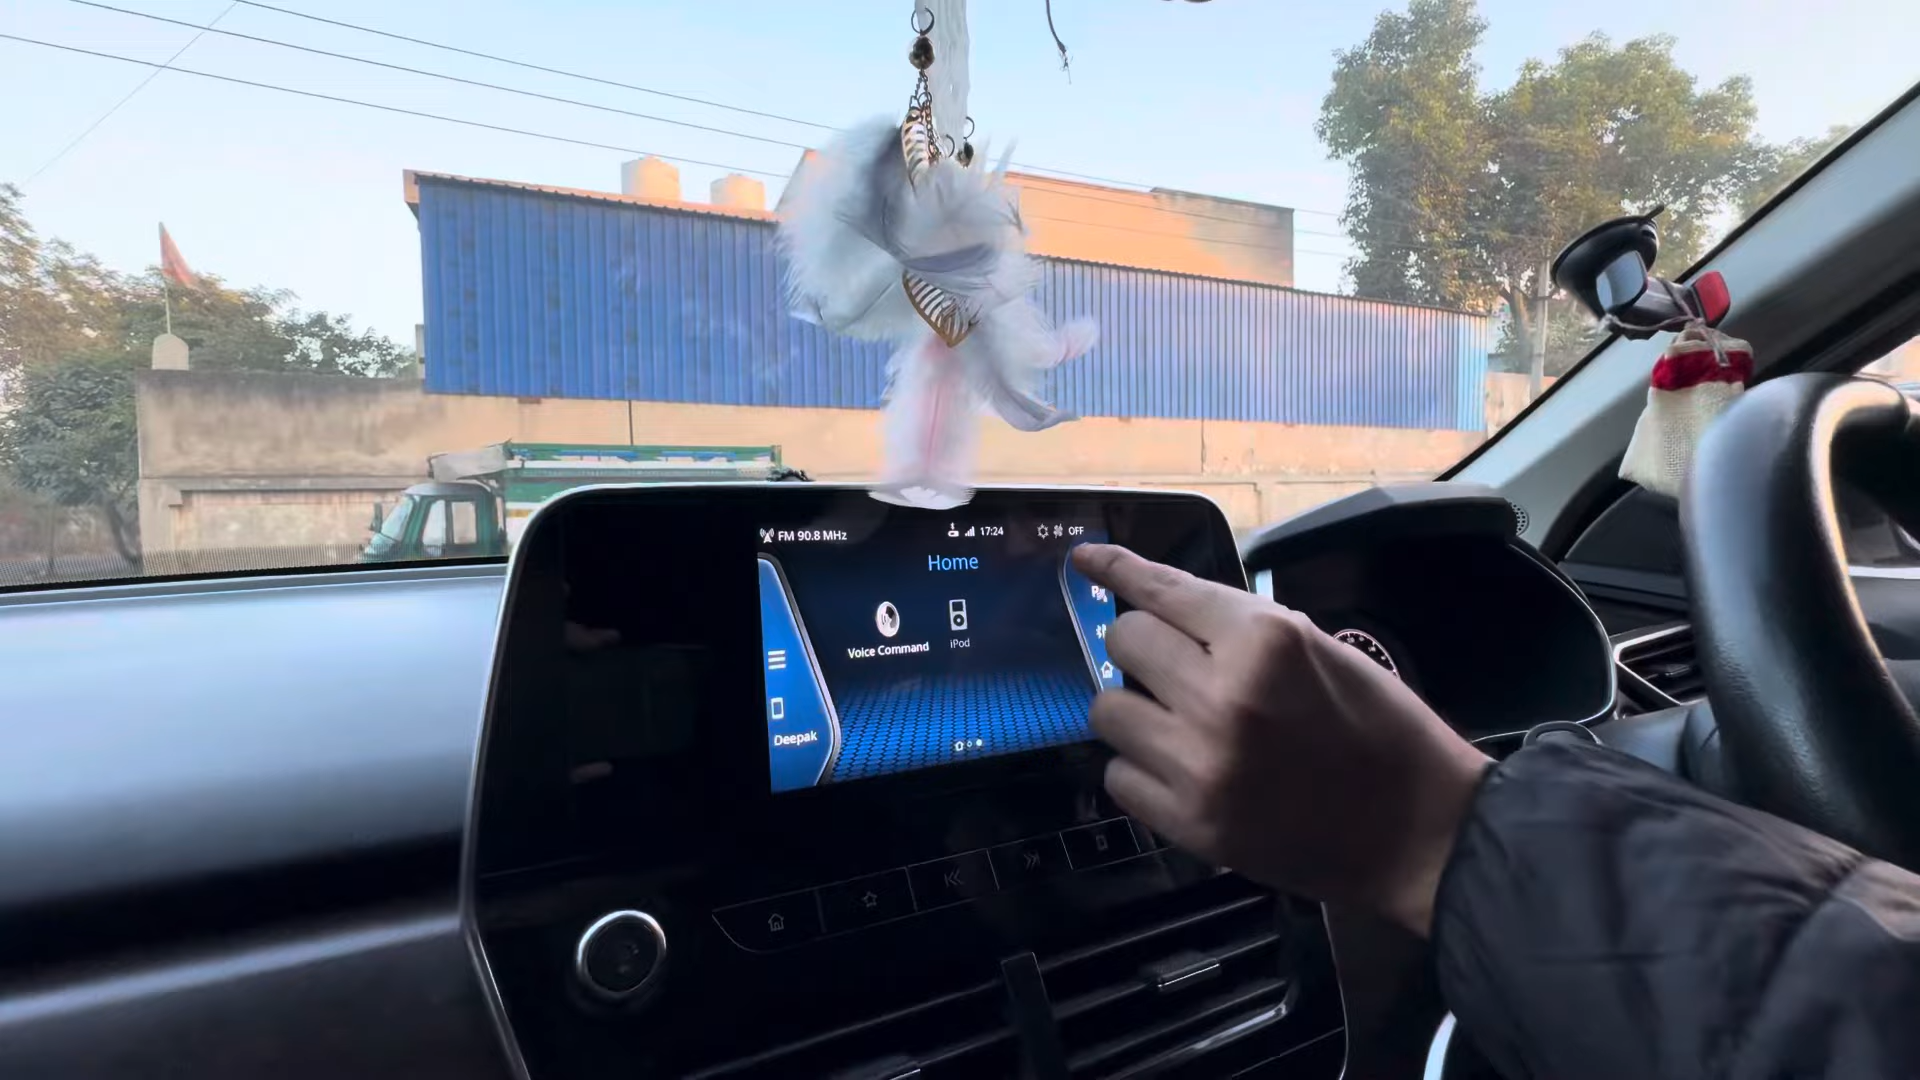 FM 90.8 MHz
17:24
OFF
Home
Voice Command
iPod
Deepak